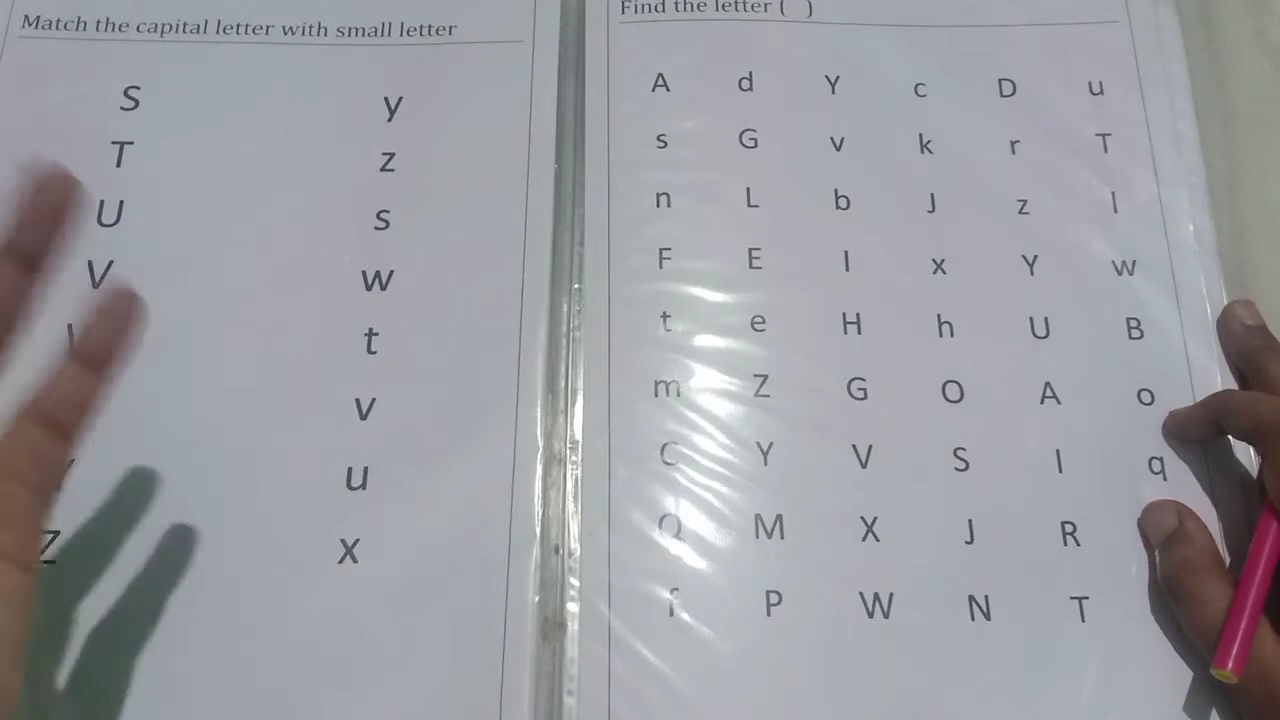 Match the capital letter with small letter
S y
T z
U s
V w
t
v
u
Z x
Find the letter ( )
A d Y c D u
s G v k r T
n L b J z l
F E I x Y w
t e H h U B
m Z G O A o
C Y V S I q
Q M X J R
f P W N T